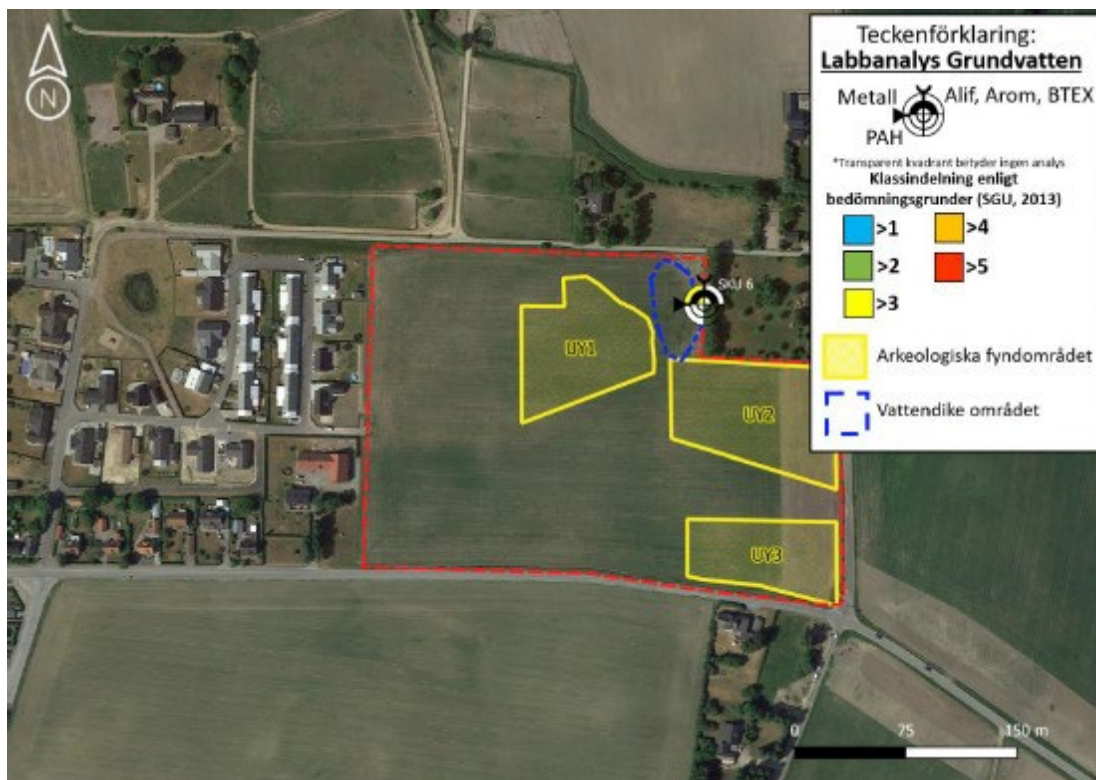 N
Teckenförklaring:
Labbanalys Grundvatten
Metall
Alif, Arom, BTEX
PAH
*Transparent kvadrant betyder ingen analys
Klassindelning enligt
bedömningsgrunder (SGU, 2013)
>1
>4
>2
>5
>3
Arkeologiska fyndområdet
Vattendike området
SKU 6
UY1
UY2
UY3
0
75
150 m